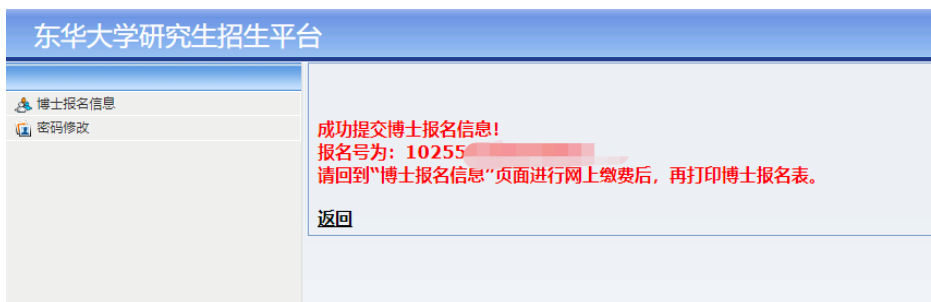 东华大学研究生招生平台
博士报名信息
密码修改
成功提交博士报名信息！
报名号为：10255
请回到“博士报名信息”页面进行网上缴费后，再打印博士报名表。
返回